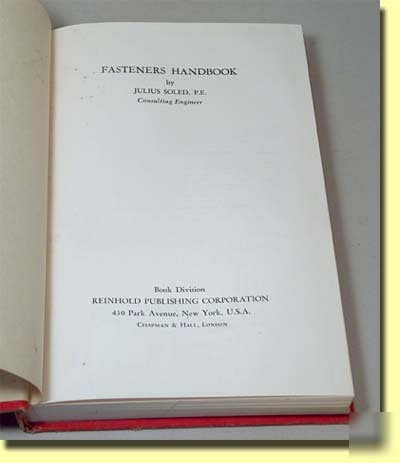 FASTENERS HANDBOOK
by
JULIUS SOLED, P.E.
Consulting Engineer
Book Division
REINHOLD PUBLISHING CORPORATION
430 Park Avenue, New York, U.S.A.
CHAPMAN & HALL, LONDON